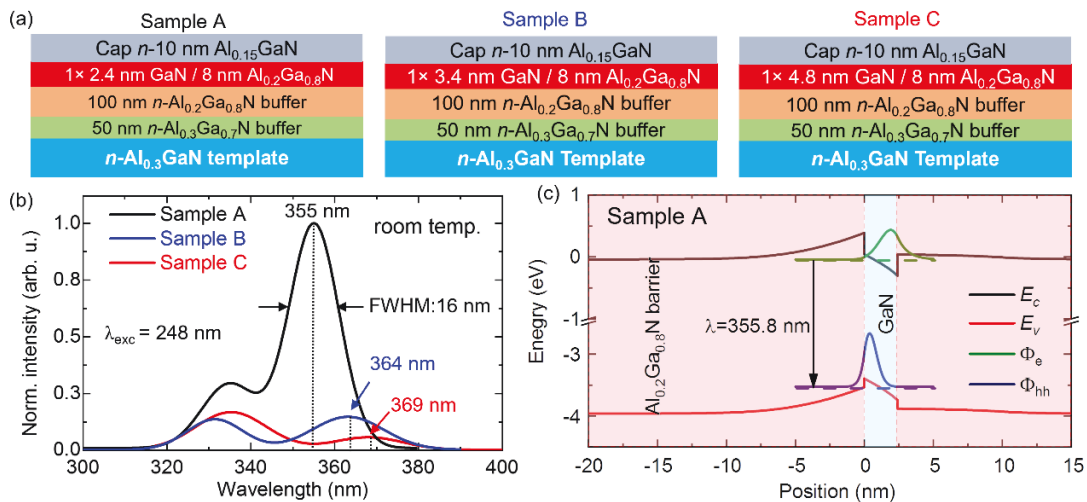 (a)
Sample A
Cap n-10 nm Al0.15GaN
1× 2.4 nm GaN / 8 nm Al0.2Ga0.8N
100 nm n-Al0.2Ga0.8N buffer
50 nm n-Al0.3Ga0.7N buffer
n-Al0.3GaN template
Sample B
Cap n-10 nm Al0.15GaN
1× 3.4 nm GaN / 8 nm Al0.2Ga0.8N
100 nm n-Al0.2Ga0.8N buffer
50 nm n-Al0.3Ga0.7N buffer
n-Al0.3GaN Template
Sample C
Cap n-10 nm Al0.15GaN
1× 4.8 nm GaN / 8 nm Al0.2Ga0.8N
100 nm n-Al0.2Ga0.8N buffer
50 nm n-Al0.3Ga0.7N buffer
n-Al0.3GaN Template
(b)
Sample A
Sample B
Sample C
355 nm
room temp.
FWHM:16 nm
λexc = 248 nm
364 nm
369 nm
Norm. intensity (arb. u.)
1.0
0.8
0.5
0.3
0.0
300 320 340 360 380 400
Wavelength (nm)
(c)
Sample A
Enegry (eV)
1
0
-1
-3
-4
Al0.2Ga0.8N barrier
λ=355.8 nm
GaN
Ec
Ev
Φe
Φhh
-20 -15 -10 -5 0 5 10 15
Position (nm)